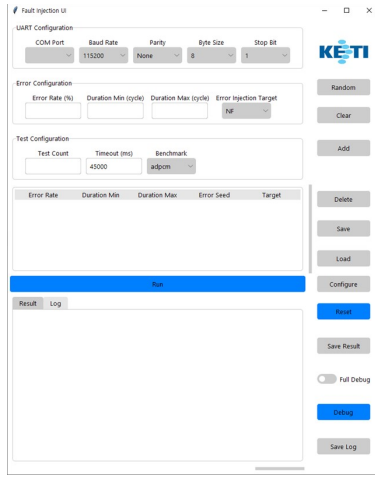 Fault Injection UI
UART Configuration
COM Port Baud Rate Parity Byte Size Stop Bit
115200 None 8 1
KETI
Error Configuration
Error Rate (%) Duration Min (cycle) Duration Max (cycle) Error Injection Target
NF
Random
Clear
Test Configuration
Test Count Timeout (ms) Benchmark
43000 adpcm
Add
Error Rate Duration Min Duration Max Error Seed Target
Delete
Save
Load
Run
Configure
Result Log
Reset
Save Result
Full Debug
Debug
Save Log